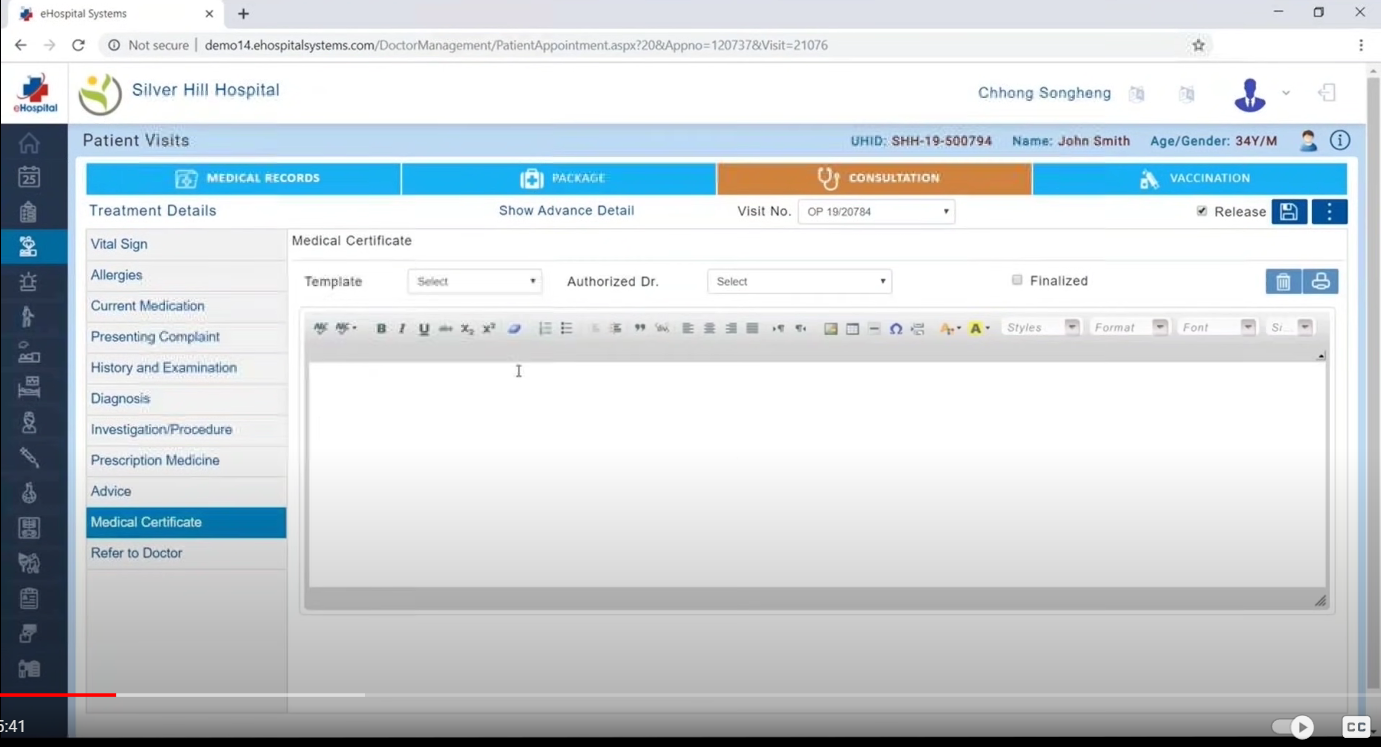 eHospital Systems
Not secure | demo14.ehospitalsystems.com/DoctorManagement/PatientAppointment.aspx?20&Appno=120737&Visit=21076
eHospital
Silver Hill Hospital
Chhong Songheng
25
Patient Visits
UHID: SHH-19-500794 Name: John Smith Age/Gender: 34Y/M
MEDICAL RECORDS PACKAGE CONSULTATION VACCINATION
Treatment Details Show Advance Detail Visit No. OP 19/20784 Release
Vital Sign
Medical Certificate
Allergies
Template Select Authorized Dr. Select Finalized
Current Medication
B I U abc X₂ X² Styles Format Font Si...
Presenting Complaint
History and Examination
Diagnosis
Investigation/Procedure
Prescription Medicine
Advice
Medical Certificate
Refer to Doctor
5:41
CC